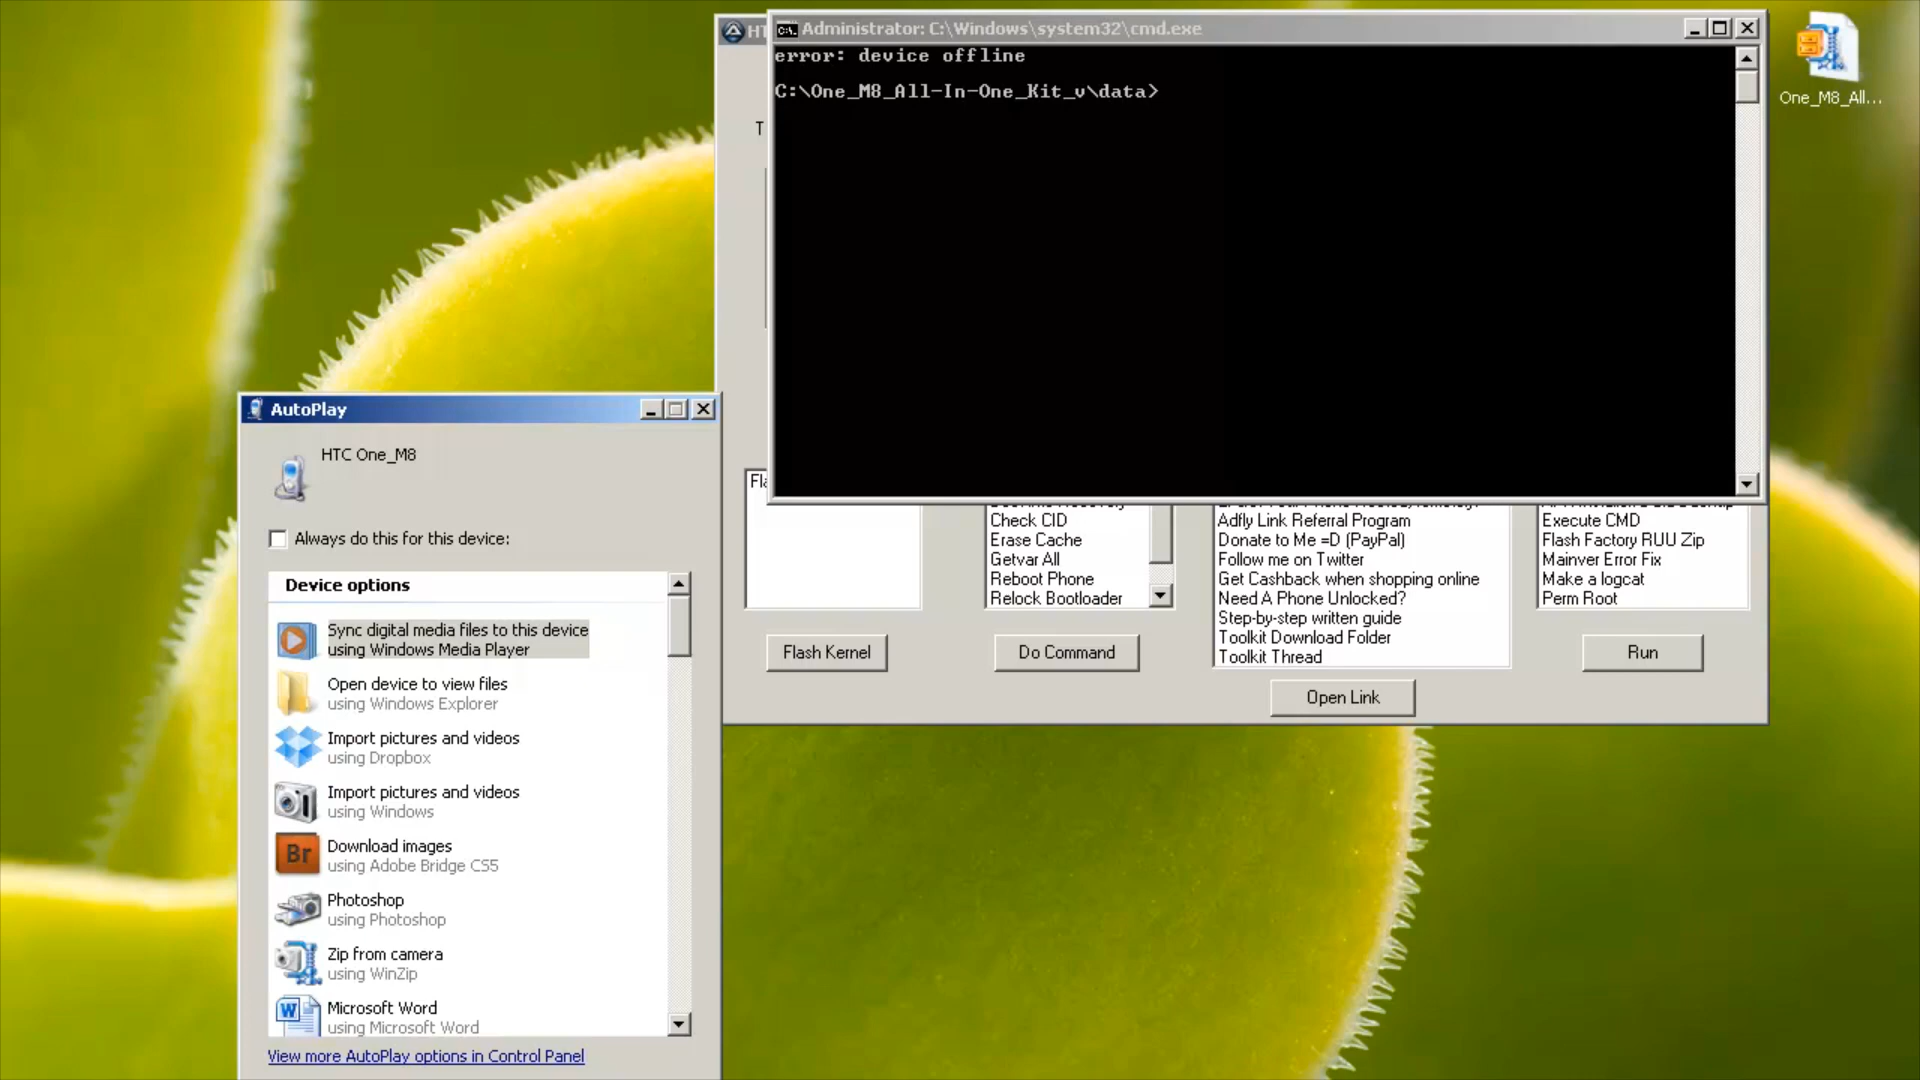 HT
Administrator: C:\Windows\system32\cmd.exe
error: device offline
C:\One_M8_All-In-One_Kit_v\data>
One_M8_All...
T
AutoPlay
HTC One_M8
Always do this for this device:
Device options
Sync digital media files to this device
using Windows Media Player
Open device to view files
using Windows Explorer
Import pictures and videos
using Dropbox
Import pictures and videos
using Windows
Br
Download images
using Adobe Bridge CS5
Photoshop
using Photoshop
Zip from camera
using WinZip
W
Microsoft Word
using Microsoft Word
View more AutoPlay options in Control Panel
Fla
Flash Kernel
Check CID
Erase Cache
Getvar All
Reboot Phone
Relock Bootloader
Do Command
Adfly Link Referral Program
Donate to Me =D (PayPal)
Follow me on Twitter
Get Cashback when shopping online
Need A Phone Unlocked?
Step-by-step written guide
Toolkit Download Folder
Toolkit Thread
Open Link
Execute CMD
Flash Factory RUU Zip
Mainver Error Fix
Make a logcat
Perm Root
Run